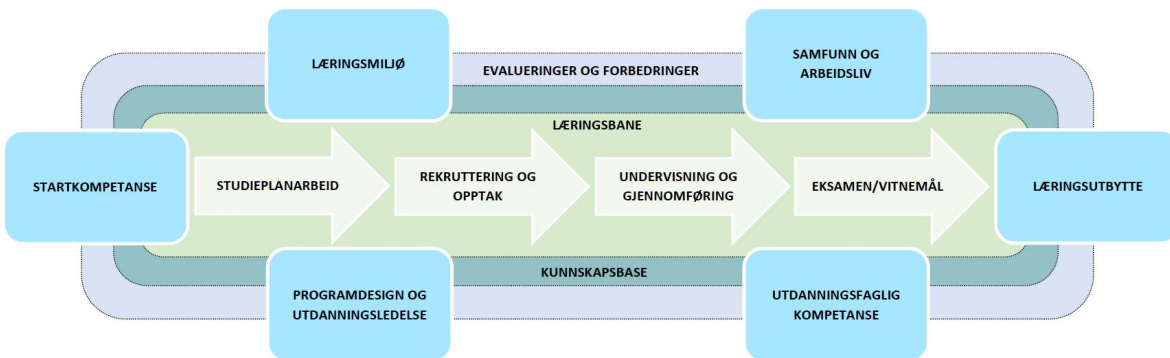 LÆRINGSMILJØ
EVALUERINGER OG FORBEDRINGER
SAMFUNN OG
ARBEIDSLIV
LÆRINGSBANE
STARTKOMPETANSE
STUDIEPLANARBEID
REKRUTTERING OG
OPPTAK
UNDERVISNING OG
GJENNOMFØRING
EKSAMEN/VITNEMÅL
LÆRINGSUTBYTTE
KUNNSKAPSBASE
PROGRAMDESIGN OG
UTDANNINGSLEDELSE
UTDANNINGSFAGLIG
KOMPETANSE